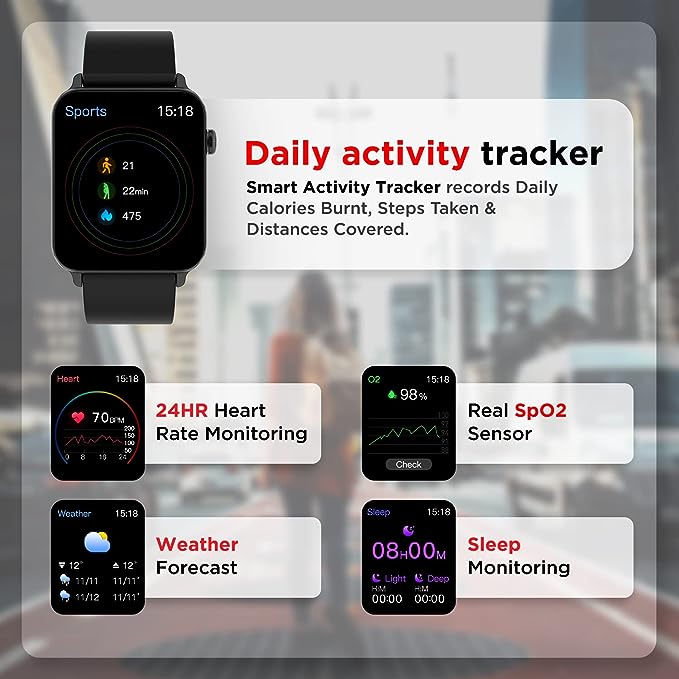 Sports 15:18
21
22min
475
Daily activity tracker
Smart Activity Tracker records Daily
Calories Burnt, Steps Taken &
Distances Covered.
Heart 15:18
70BPM
200
150
100
50
0 8 16 24
24HR Heart
Rate Monitoring
O2 15:18
98%
Check
Real SpO2
Sensor
Weather 15:18
12° 12°
11/11 11/11
11/12 11/11
Weather
Forecast
Sleep 15:18
08H00M
Light Deep
H:M H:M
00:00 00:00
Sleep
Monitoring